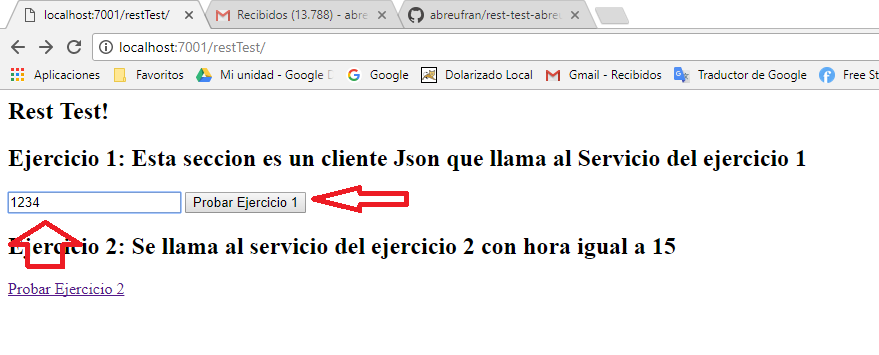 localhost:7001/restTest/
Recibidos (13.788) - abre
abreufran/rest-test-abreu
localhost:7001/restTest/
Aplicaciones Favoritos Mi unidad - Google D Google Dolarizado Local Gmail - Recibidos Traductor de Google Free St
Rest Test!
Ejercicio 1: Esta seccion es un cliente Json que llama al Servicio del ejercicio 1
1234 Probar Ejercicio 1
Ejercicio 2: Se llama al servicio del ejercicio 2 con hora igual a 15
Probar Ejercicio 2